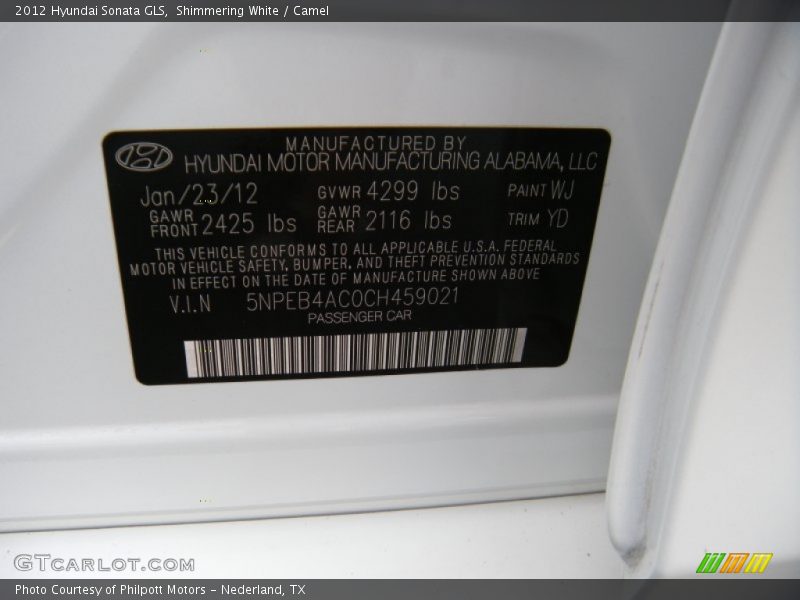 2012 Hyundai Sonata GLS, Shimmering White / Camel
MANUFACTURED BY
HYUNDAI MOTOR MANUFACTURING ALABAMA, LLC
Jan/23/12 GVWR 4299 lbs PAINT WJ
GAWR FRONT 2425 lbs GAWR REAR 2116 lbs TRIM YD
THIS VEHICLE CONFORMS TO ALL APPLICABLE U.S.A. FEDERAL
MOTOR VEHICLE SAFETY, BUMPER, AND THEFT PREVENTION STANDARDS
IN EFFECT ON THE DATE OF MANUFACTURE SHOWN ABOVE
V.I.N 5NPEB4AC0CH459021
PASSENGER CAR
GTCARLOT.COM
Photo Courtesy of Philpott Motors - Nederland, TX